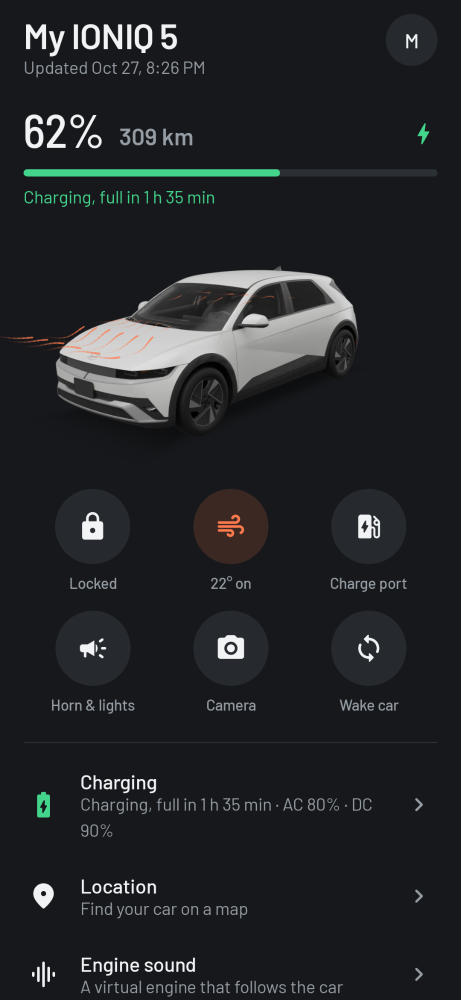 My IONIQ 5
M
Updated Oct 27, 8:26 PM
62% 309 km
Charging, full in 1 h 35 min
Locked
22° on
Charge port
Horn & lights
Camera
Wake car
Charging
Charging, full in 1 h 35 min · AC 80% · DC
90%
Location
Find your car on a map
Engine sound
A virtual engine that follows the car